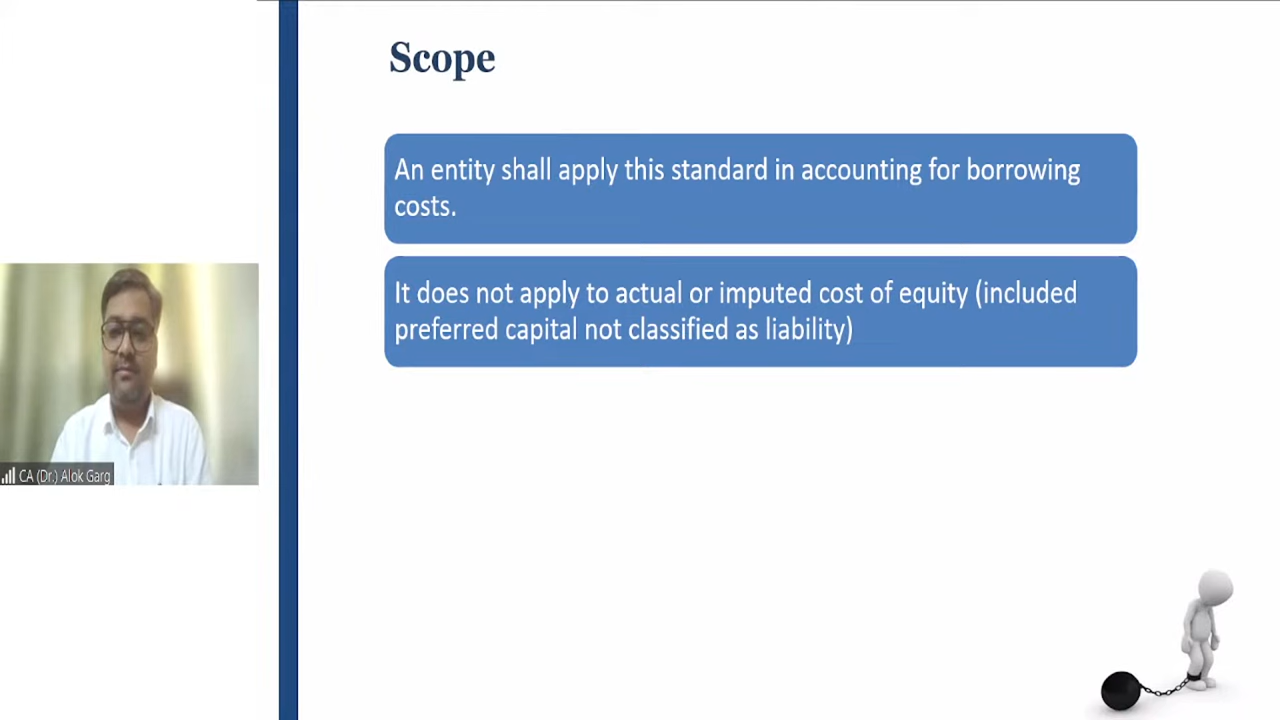 Scope
An entity shall apply this standard in accounting for borrowing
costs.
It does not apply to actual or imputed cost of equity (included
preferred capital not classified as liability)
CA (Dr.) Alok Garg